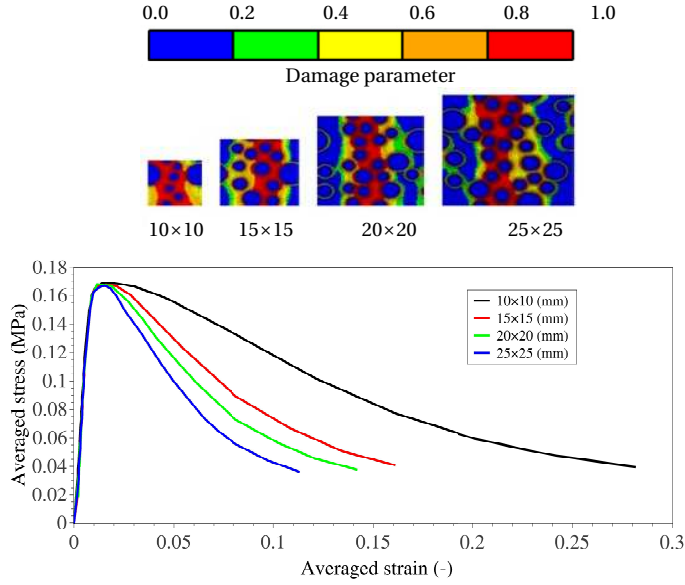 0.0 0.2 0.4 0.6 0.8 1.0
Damage parameter
10×10 15×15 20×20 25×25
0.18
0.16
0.14
0.12
0.1
0.08
0.06
0.04
0.02
0
Averaged stress (MPa)
10×10 (mm)
15×15 (mm)
20×20 (mm)
25×25 (mm)
0 0.05 0.1 0.15 0.2 0.25 0.3
Averaged strain (-)